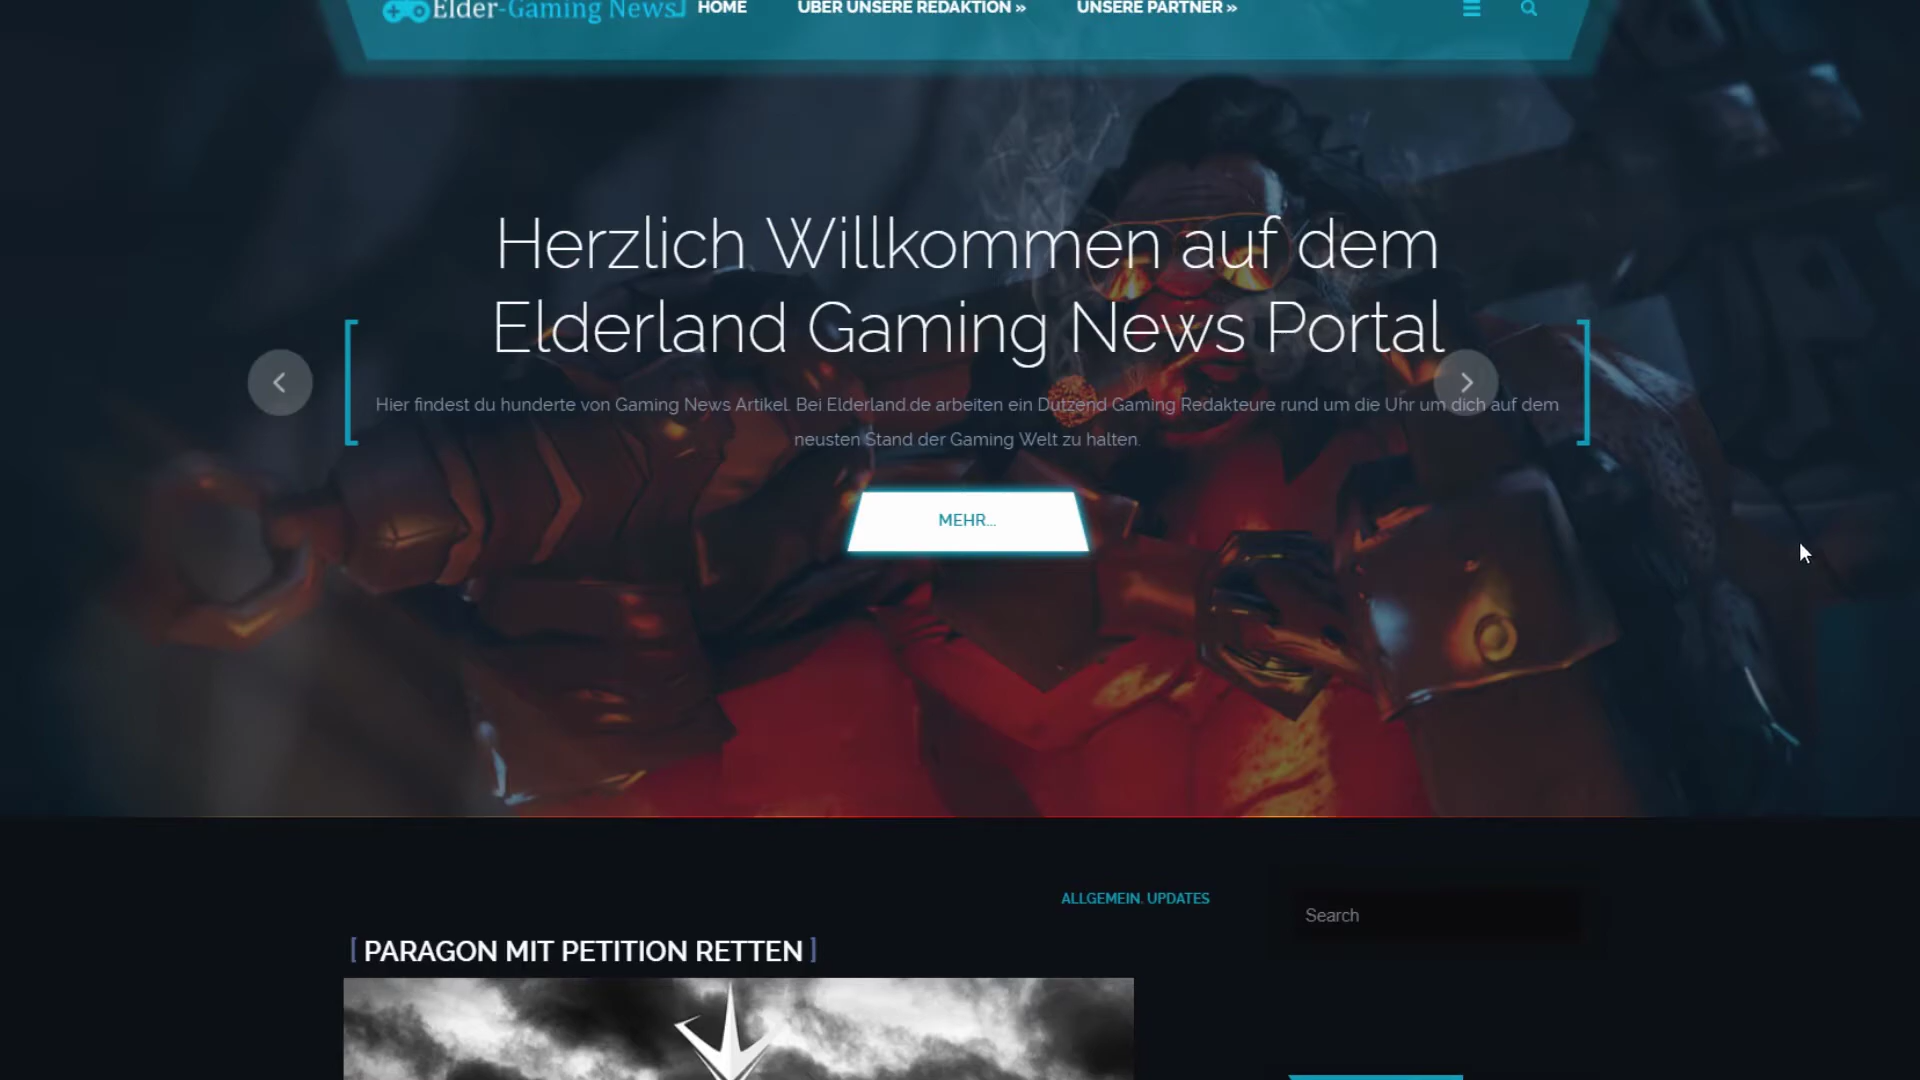 Elder-Gaming News
HOME
ÜBER UNSERE REDAKTION »
UNSERE PARTNER »
Herzlich Willkommen auf dem
Elderland Gaming News Portal
Hier findest du hunderte von Gaming News Artikel. Bei Elderland.de arbeiten ein Dutzend Gaming Redakteure rund um die Uhr um dich auf dem
neusten Stand der Gaming Welt zu halten.
MEHR...
ALLGEMEIN, UPDATES
Search
[ PARAGON MIT PETITION RETTEN ]